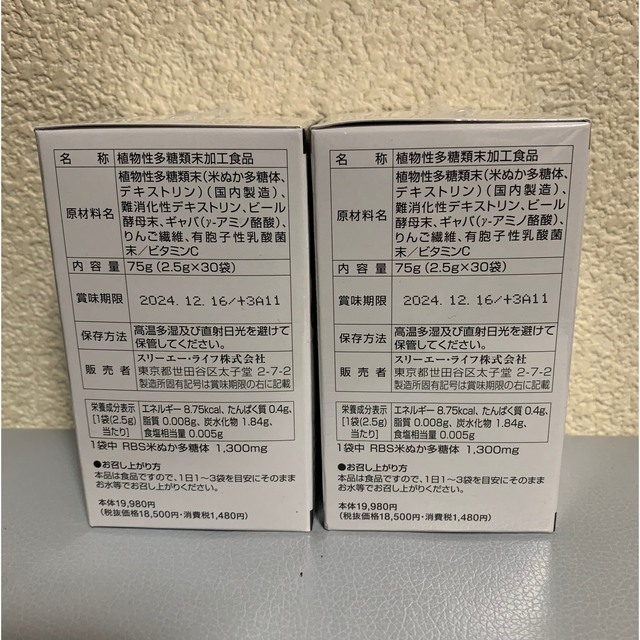 名 称 植物性多糖類末加工食品
原材料名 植物性多糖類末(米ぬか多糖体、
デキストリン)(国内製造)、
難消化性デキストリン、ビール
酵母末、ギャバ(γ-アミノ酪酸)、
りんご繊維、有胞子性乳酸菌
末/ビタミンC
内 容 量 75g(2.5g×30袋)
賞味期限 2024. 12. 16/+3A11
保存方法 高温多湿及び直射日光を避けて
保管してください。
販 売 者 スリーエー・ライフ株式会社
東京都世田谷区太子堂 2-7-2
製造所固有記号は賞味期限の右に記載
栄養成分表示
[1袋(2.5g)
当たり]
エネルギー 8.75kcal、たんぱく質 0.4g、
脂質 0.008g、炭水化物 1.84g、
食塩相当量 0.005g
1袋中 RBS米ぬか多糖体 1,300mg
●お召し上がり方
本品は食品ですので、1日1~3袋を目安にそのまま
お水等でお召し上がりください。
本体19,980円
(税抜価格18,500円・消費税1,480円)
名 称 植物性多糖類末加工食品
原材料名 植物性多糖類末(米ぬか多糖体、
デキストリン)(国内製造)、
難消化性デキストリン、ビール
酵母末、ギャバ(γ-アミノ酪酸)、
りんご繊維、有胞子性乳酸菌
末/ビタミンC
内 容 量 75g(2.5g×30袋)
賞味期限 2024. 12. 16/+3A11
保存方法 高温多湿及び直射日光を避けて
保管してください。
販 売 者 スリーエー・ライフ株式会社
東京都世田谷区太子堂 2-7-2
製造所固有記号は賞味期限の右に記載
栄養成分表示
[1袋(2.5g)
当たり]
エネルギー 8.75kcal、たんぱく質 0.4g、
脂質 0.008g、炭水化物 1.84g、
食塩相当量 0.005g
1袋中 RBS米ぬか多糖体 1,300mg
●お召し上がり方
本品は食品ですので、1日1~3袋を目安にそのまま
お水等でお召し上がりください。
本体19,980円
(税抜価格18,500円・消費税1,480円)